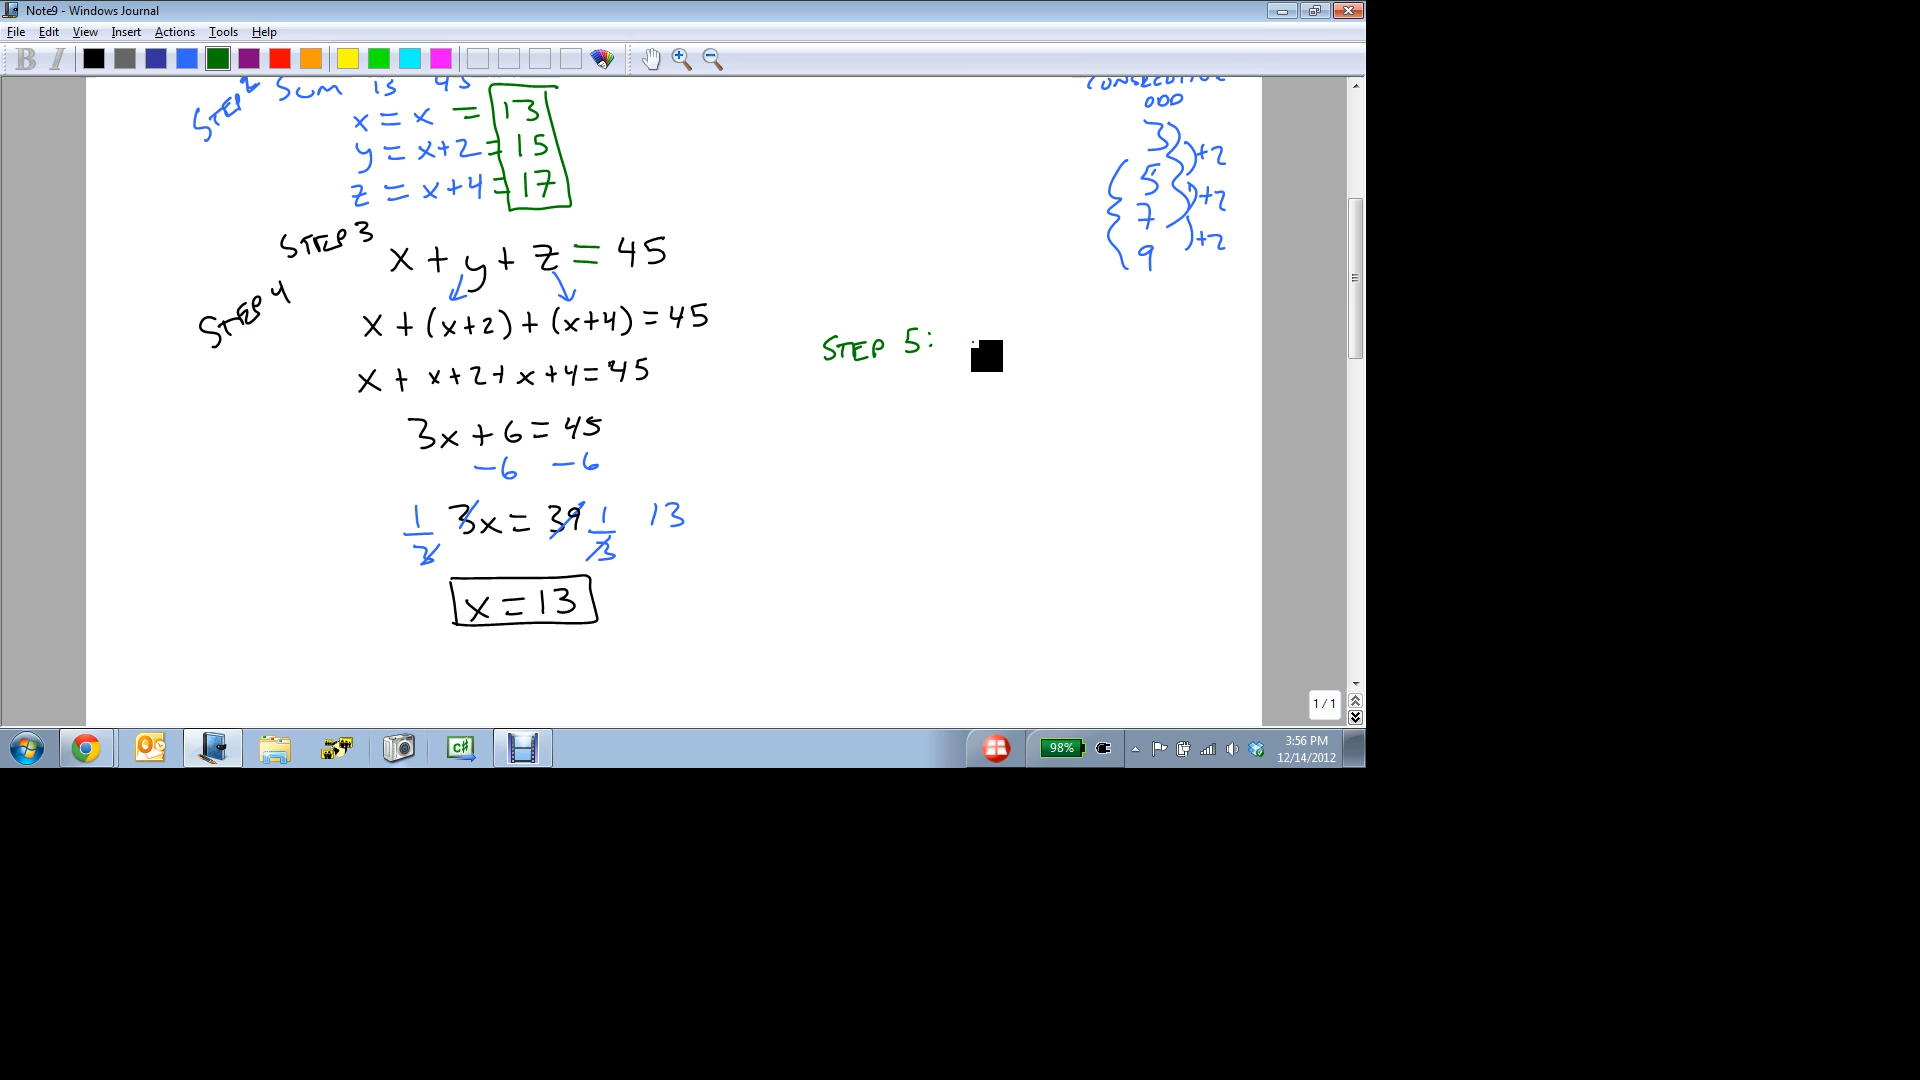 Note9 - Windows Journal
File Edit View Insert Actions Tools Help
B I
STEP 2 SUM IS 45
x = x = 13
y = x+2 = 15
z = x+4 = 17
CONSECUTIVE
ODD
3
5
7
9
+2
+2
+2
STEP 3
x + y + z = 45
STEP 4
x + (x+2) + (x+4) = 45
x + x+2+ x+4=45
3x + 6 = 45
-6 -6
1/3 3x = 39 1/3 13
x = 13
STEP 5:
1 / 1
C#
98%
3:56 PM
12/14/2012